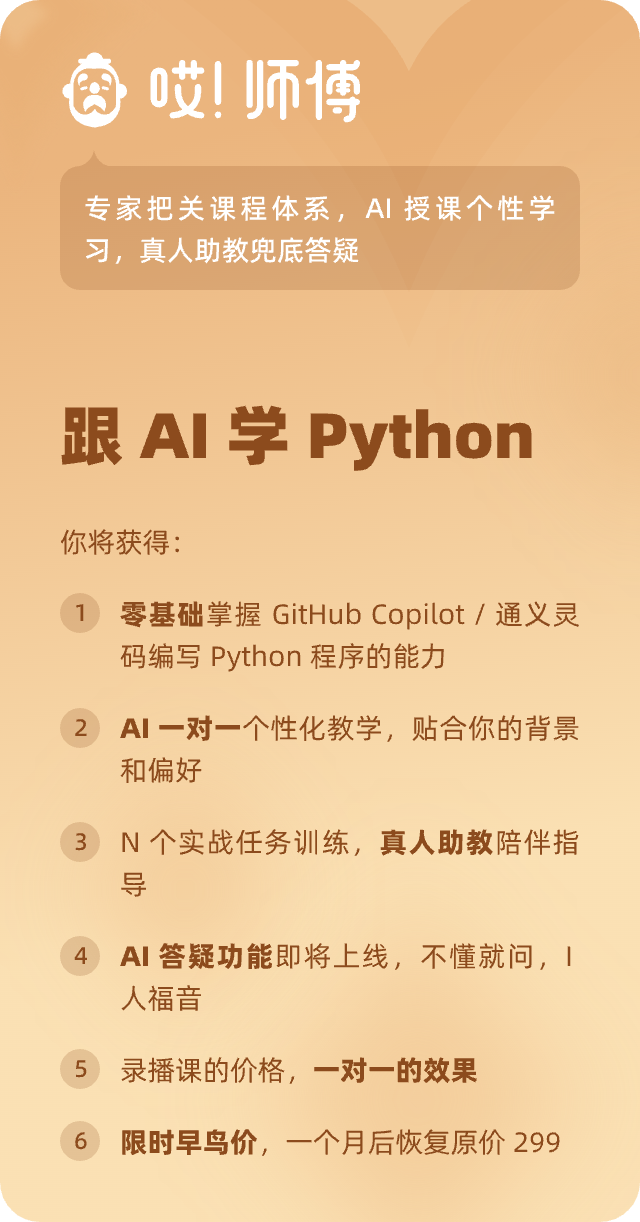 哎!师傅
专家把关课程体系，AI 授课个性学
习，真人助教兜底答疑
跟 AI 学 Python
你将获得：
1 零基础掌握 GitHub Copilot / 通义灵
码编写 Python 程序的能力
2 AI 一对一个性化教学，贴合你的背景
和偏好
3 N 个实战任务训练，真人助教陪伴指
导
4 AI 答疑功能即将上线，不懂就问，I
人福音
5 录播课的价格，一对一的效果
6 限时早鸟价，一个月后恢复原价 299